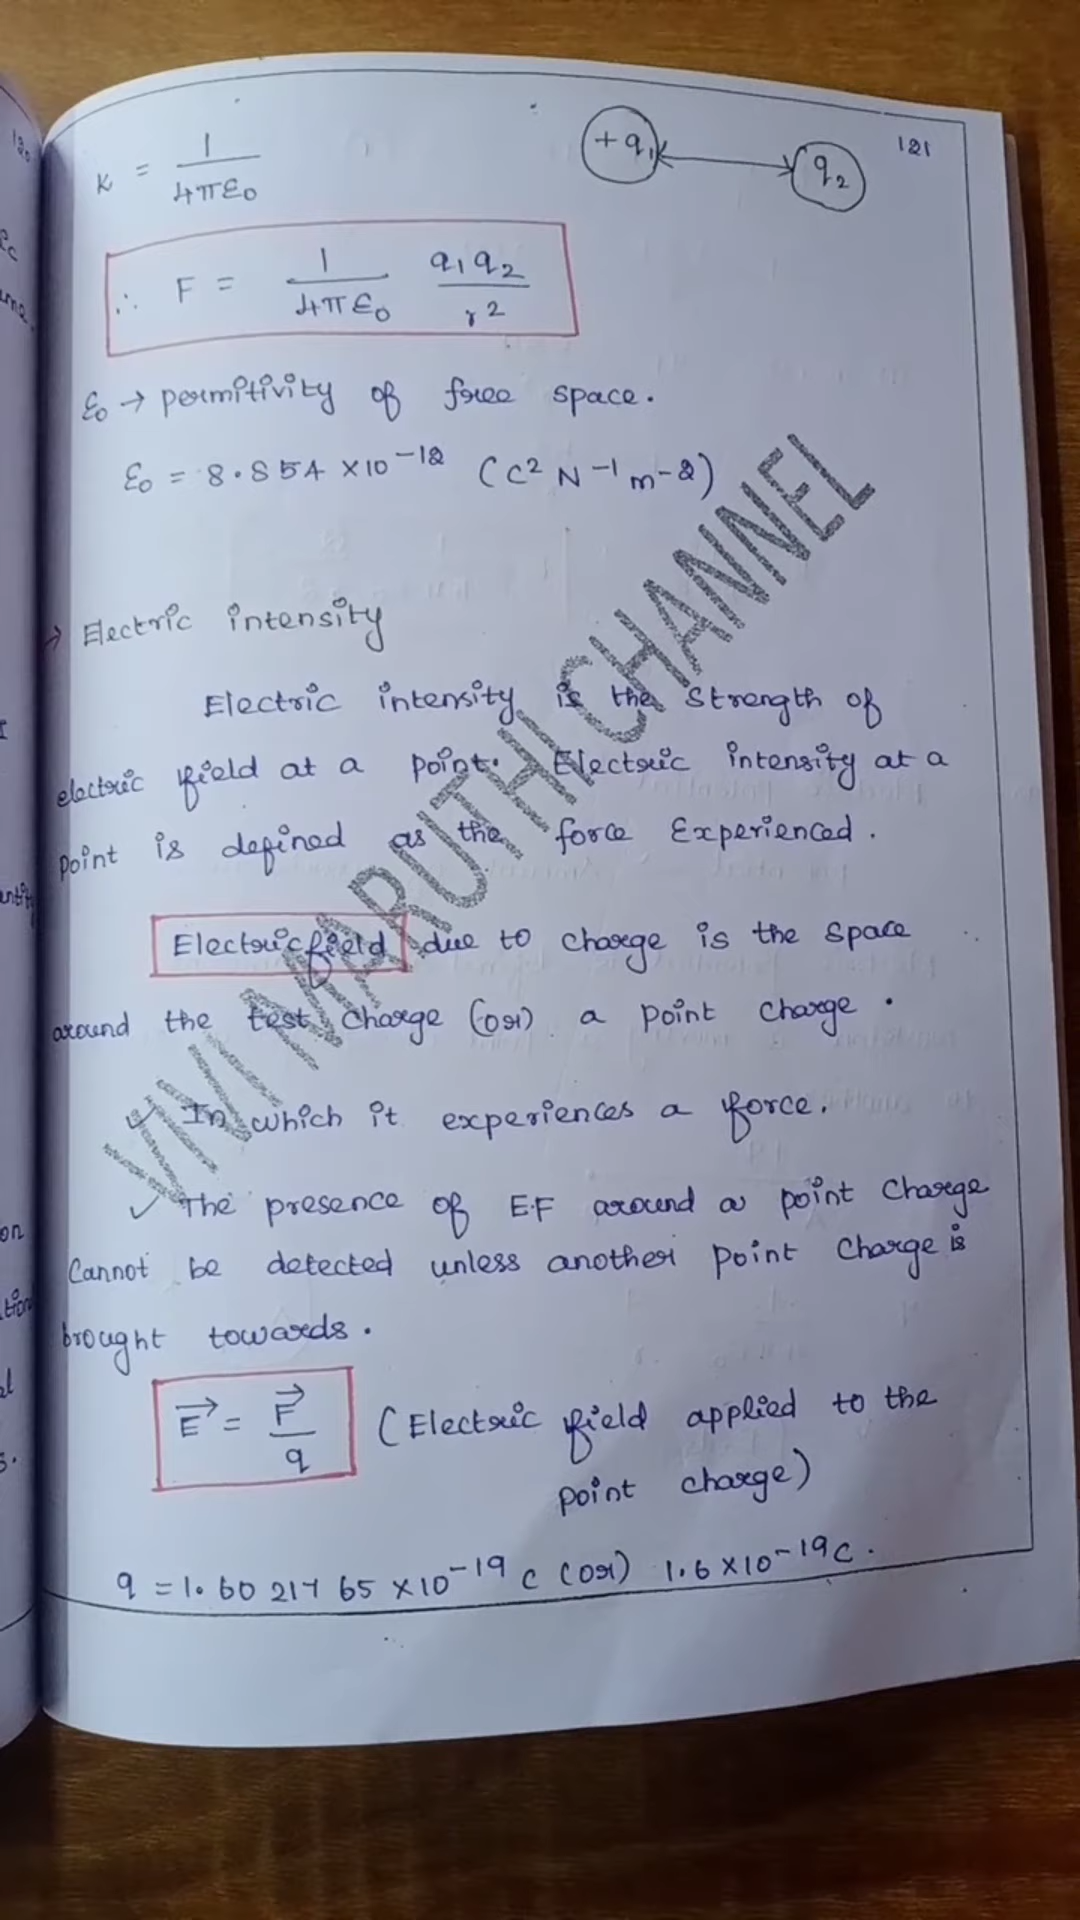 121
+q1 q2
K = 1/4πε0
∴ F = 1/4πε0 q1q2/r2
ε0 → permitivity of free space.
ε0 = 8.854 ×10-12 (C2 N-1 m-2)
→ Electric intensity
Electric intensity is the strength of
electric field at a point. Electric intensity at a
point is defined as the force Experienced.
Electric field due to charge is the space
around the test charge (or) a point charge.
✓ In which it experiences a force.
✓ The presence of E.F around a point charge
Cannot be detected unless another point charge is
brought towards.
E→ = F→/q (Electric field applied to the
point charge)
q = 1.60 217 65 ×10-19 C (or) 1.6×10-19C.
VIVI MARUTHI CHANNEL